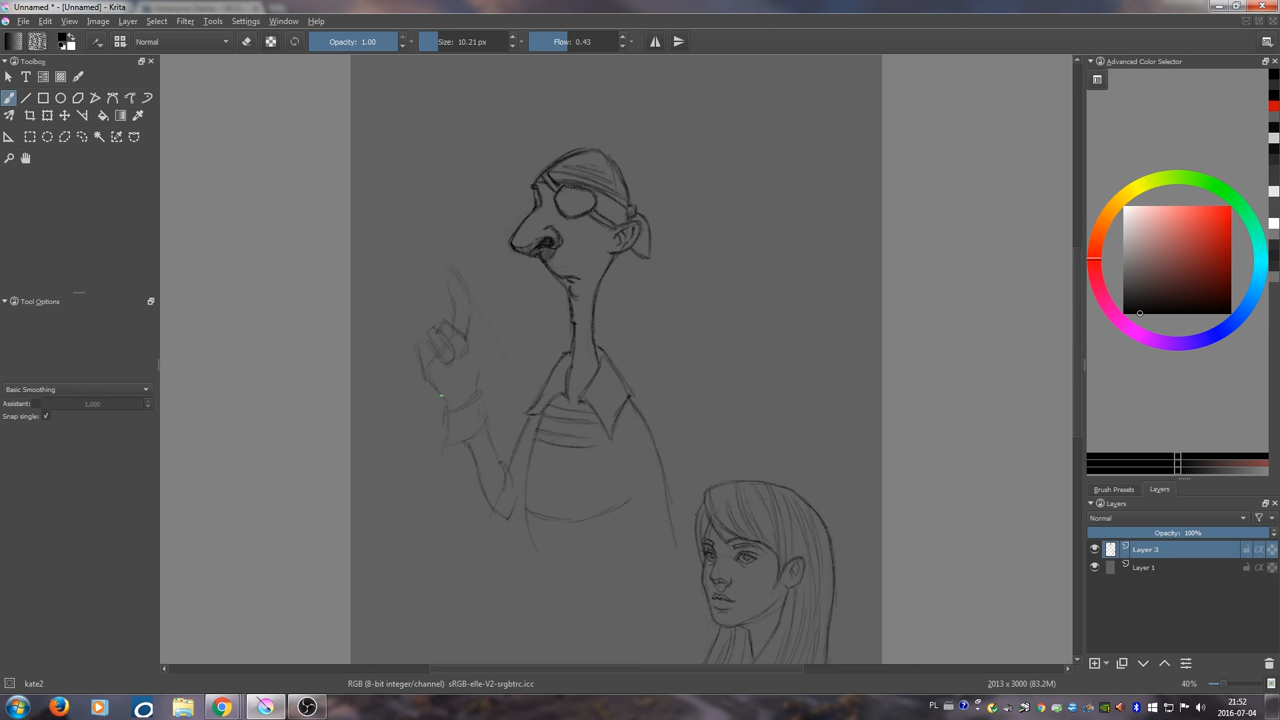 Unnamed * - [Unnamed] - Krita
File Edit View Image Layer Select Filter Tools Settings Window Help
Normal Opacity: 1.00 Size: 10.21 px Flow: 0.43
Toolbox
Tool Options
Basic Smoothing
Assistant: 1,000
Snap single:
Advanced Color Selector
Brush Presets Layers
Layers
Normal
Opacity: 100%
Layer 3
Layer 1
kate2
RGB (8-bit integer/channel) sRGB-elle-V2-srgbtrc.icc
2013 x 3000 (83.2M)
40%
PL
21:52
2016-07-04